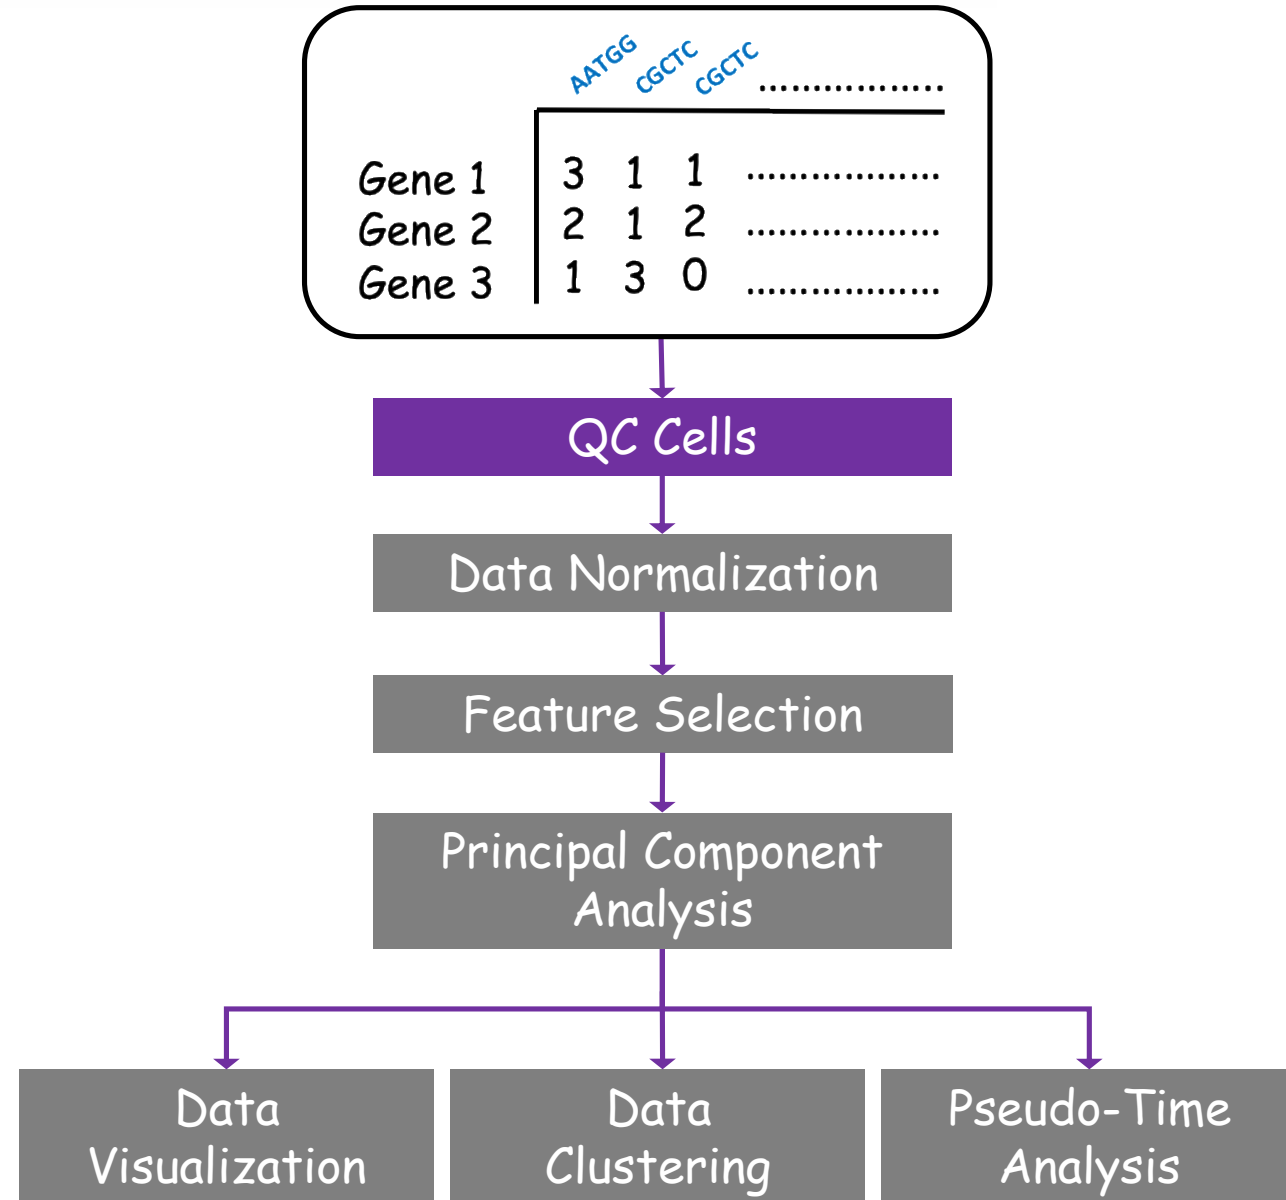 AATGG CGCTC CGCTC .................
Gene 1 3 1 1 ..................
Gene 2 2 1 2 ..................
Gene 3 1 3 0 ..................
QC Cells
Data Normalization
Feature Selection
Principal Component
Analysis
Data
Visualization
Data
Clustering
Pseudo-Time
Analysis